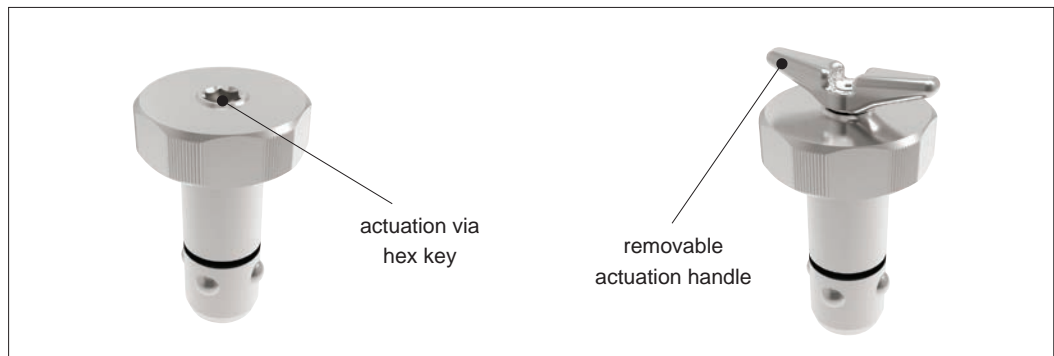 actuation via
hex key
removable
actuation handle